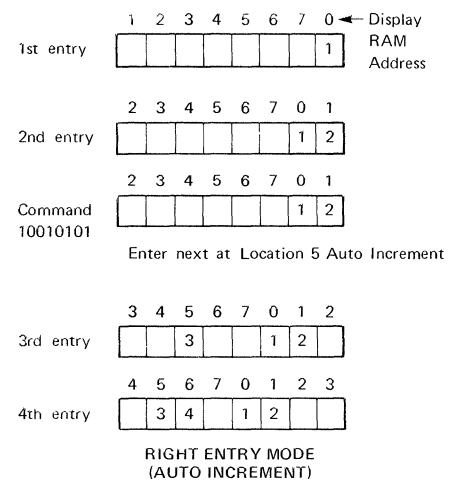 1 2 3 4 5 6 7 0 Display
1st entry 1 RAM
Address
2 3 4 5 6 7 0 1
2nd entry 1 2
2 3 4 5 6 7 0 1
Command 1 2
10010101
Enter next at Location 5 Auto Increment
3 4 5 6 7 0 1 2
3rd entry 3 1 2
4 5 6 7 0 1 2 3
4th entry 3 4 1 2
RIGHT ENTRY MODE
(AUTO INCREMENT)